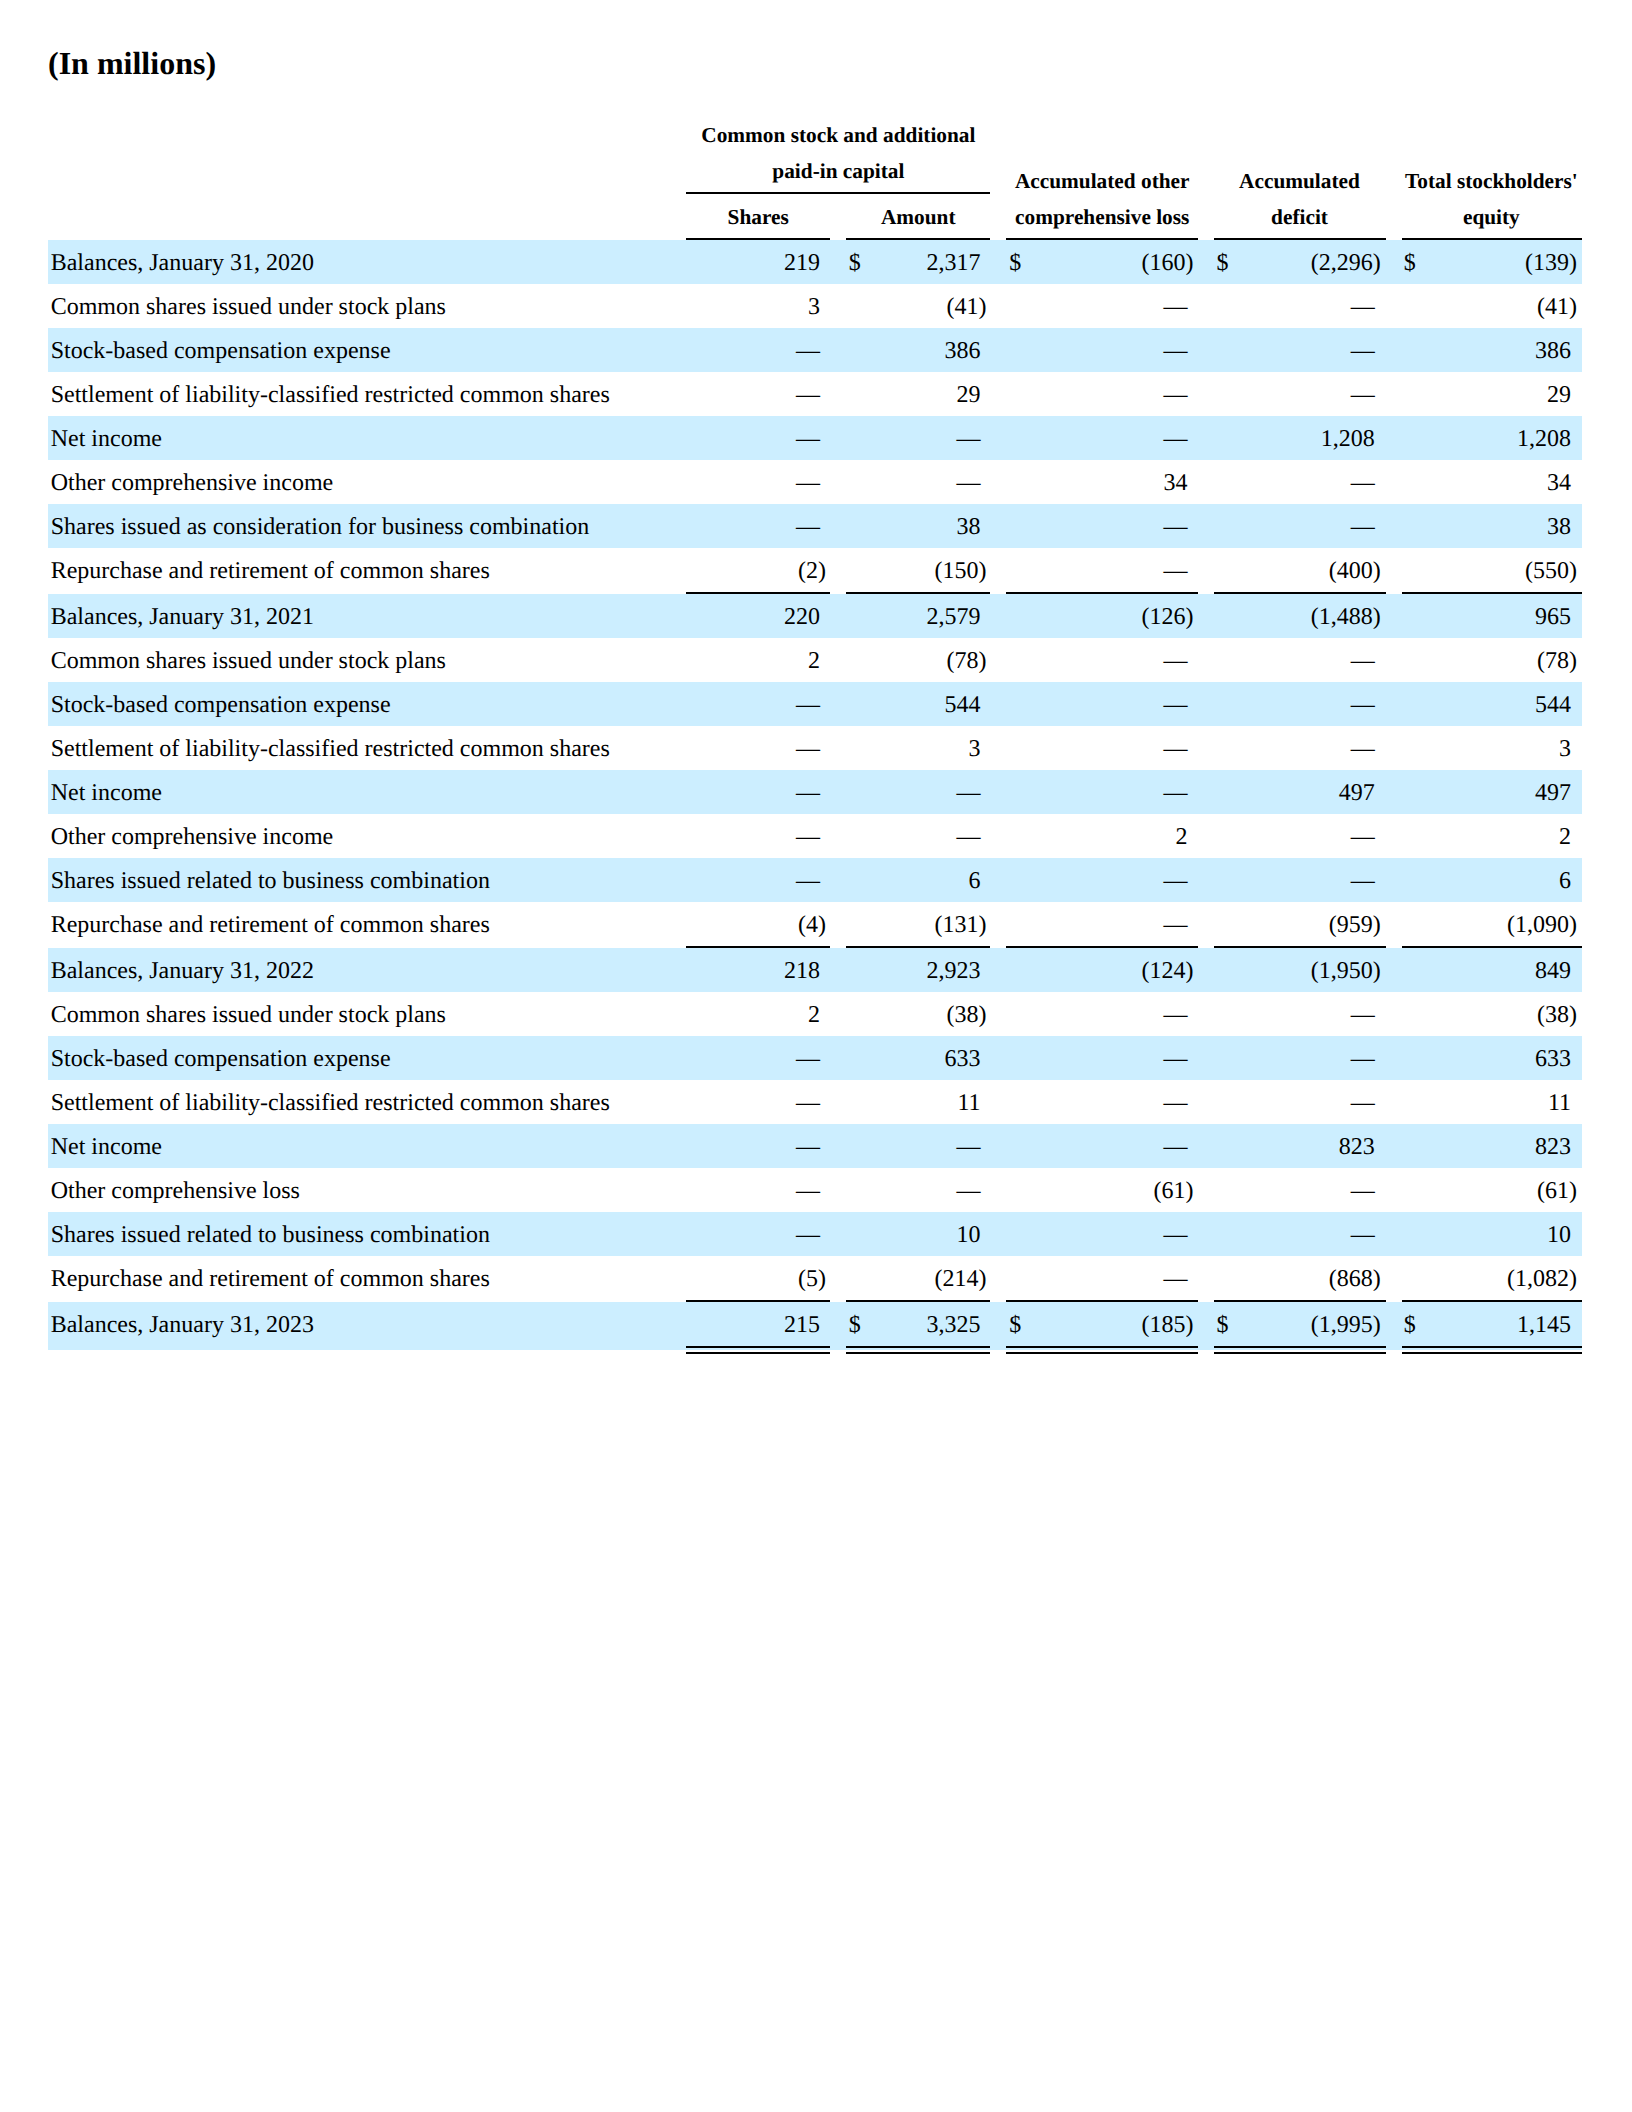 (In millions)
Common stock and additional
paid-in capital
Accumulated other
Accumulated
Total stockholders'
Shares Amount comprehensive loss deficit equity
Balances, January 31, 2020 219 $ 2,317 $ (160) $ (2,296) $ (139)
Common shares issued under stock plans 3 (41) — — (41)
Stock-based compensation expense — 386 — — 386
Settlement of liability-classified restricted common shares — 29 — — 29
Net income — — — 1,208 1,208
Other comprehensive income — — 34 — 34
Shares issued as consideration for business combination — 38 — — 38
Repurchase and retirement of common shares (2) (150) — (400) (550)
Balances, January 31, 2021 220 2,579 (126) (1,488) 965
Common shares issued under stock plans 2 (78) — — (78)
Stock-based compensation expense — 544 — — 544
Settlement of liability-classified restricted common shares — 3 — — 3
Net income — — — 497 497
Other comprehensive income — — 2 — 2
Shares issued related to business combination — 6 — — 6
Repurchase and retirement of common shares (4) (131) — (959) (1,090)
Balances, January 31, 2022 218 2,923 (124) (1,950) 849
Common shares issued under stock plans 2 (38) — — (38)
Stock-based compensation expense — 633 — — 633
Settlement of liability-classified restricted common shares — 11 — — 11
Net income — — — 823 823
Other comprehensive loss — — (61) — (61)
Shares issued related to business combination — 10 — — 10
Repurchase and retirement of common shares (5) (214) — (868) (1,082)
Balances, January 31, 2023 215 $ 3,325 $ (185) $ (1,995) $ 1,145